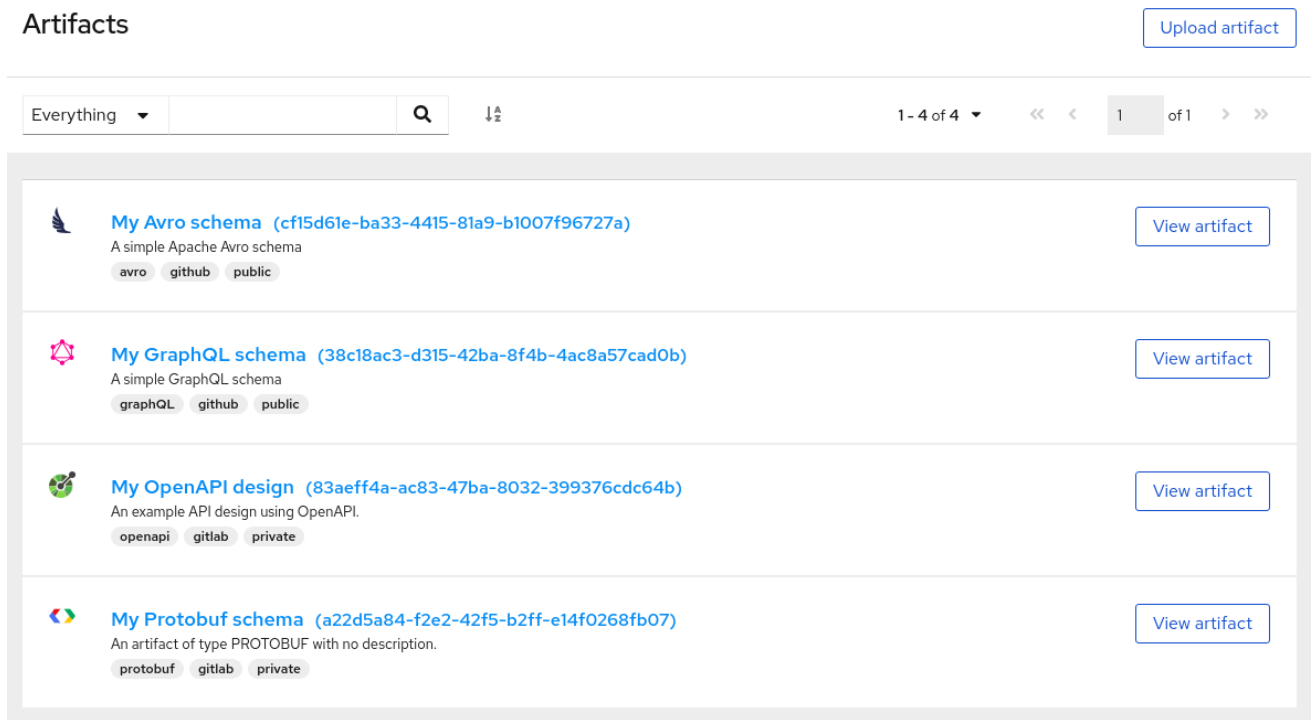 Artifacts Upload artifact
Everything 1 - 4 of 4 1 of 1
My Avro schema (cf15d61e-ba33-4415-81a9-b1007f96727a) View artifact
A simple Apache Avro schema
avro github public
My GraphQL schema (38c18ac3-d315-42ba-8f4b-4ac8a57cad0b) View artifact
A simple GraphQL schema
graphQL github public
My OpenAPI design (83aeff4a-ac83-47ba-8032-399376cdc64b) View artifact
An example API design using OpenAPI.
openapi gitlab private
My Protobuf schema (a22d5a84-f2e2-42f5-b2ff-e14f0268fb07) View artifact
An artifact of type PROTOBUF with no description.
protobuf gitlab private